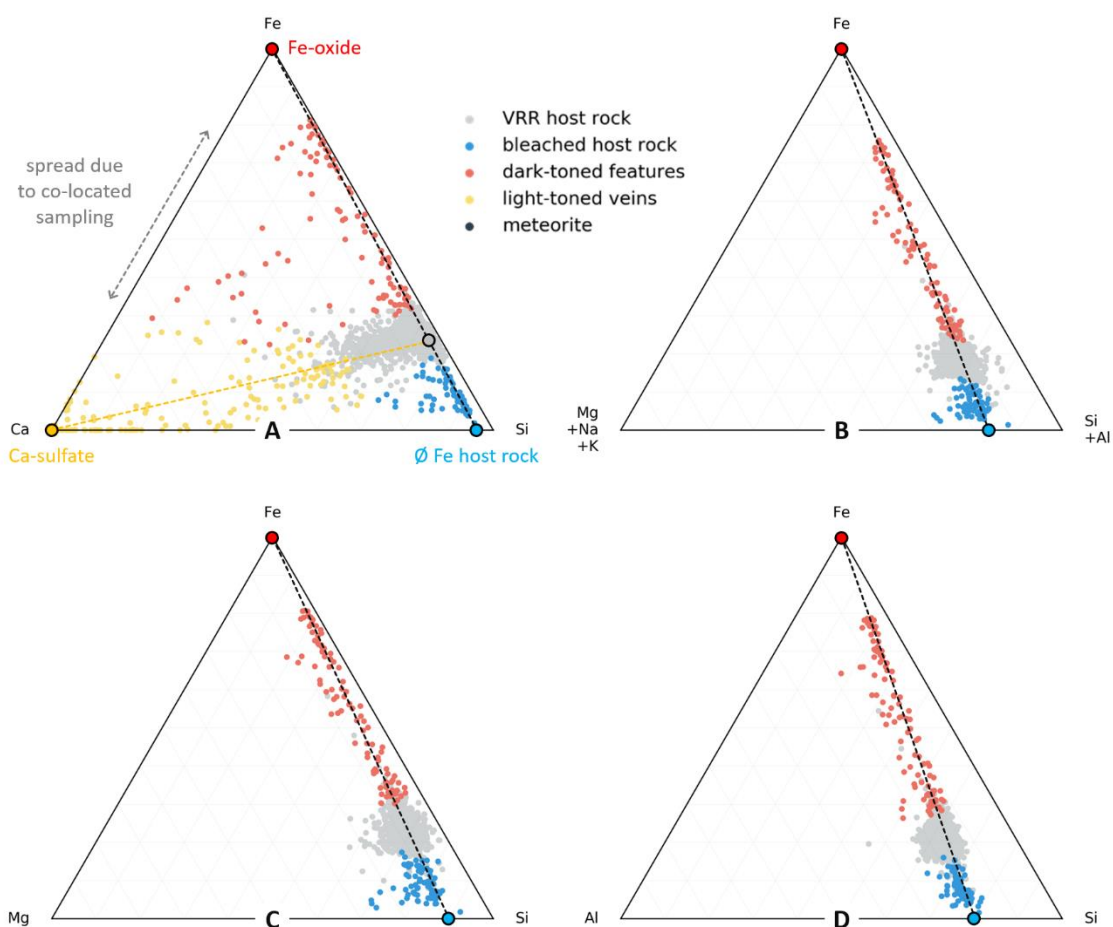 Fe
Fe-oxide
spread due
to co-located
sampling
Ca
A
Si
Ca-sulfate
Ø Fe host rock
VRR host rock
bleached host rock
dark-toned features
light-toned veins
meteorite
Fe
Mg
+Na
+K
B
Si
+Al
Fe
Mg
C
Si
Fe
Al
D
Si